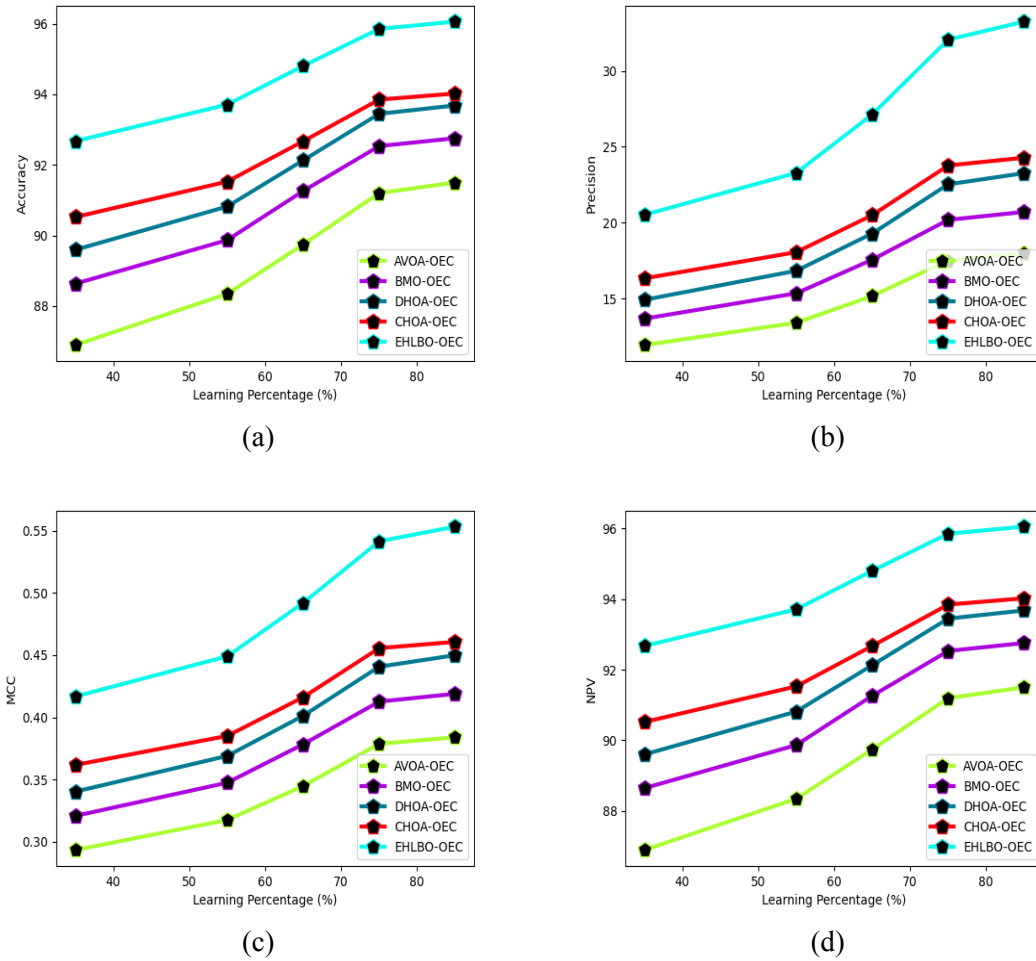 96
94
92
90
88
Accuracy
40 50 60 70 80
Learning Percentage (%)
AVOA-OEC
BMO-OEC
DHOA-OEC
CHOA-OEC
EHLBO-OEC
(a)
30
25
20
15
Precision
40 50 60 70 80
Learning Percentage (%)
AVOA-OEC
BMO-OEC
DHOA-OEC
CHOA-OEC
EHLBO-OEC
(b)
0.55
0.50
0.45
0.40
0.35
0.30
MCC
40 50 60 70 80
Learning Percentage (%)
AVOA-OEC
BMO-OEC
DHOA-OEC
CHOA-OEC
EHLBO-OEC
(c)
96
94
92
90
88
NPV
40 50 60 70 80
Learning Percentage (%)
AVOA-OEC
BMO-OEC
DHOA-OEC
CHOA-OEC
EHLBO-OEC
(d)